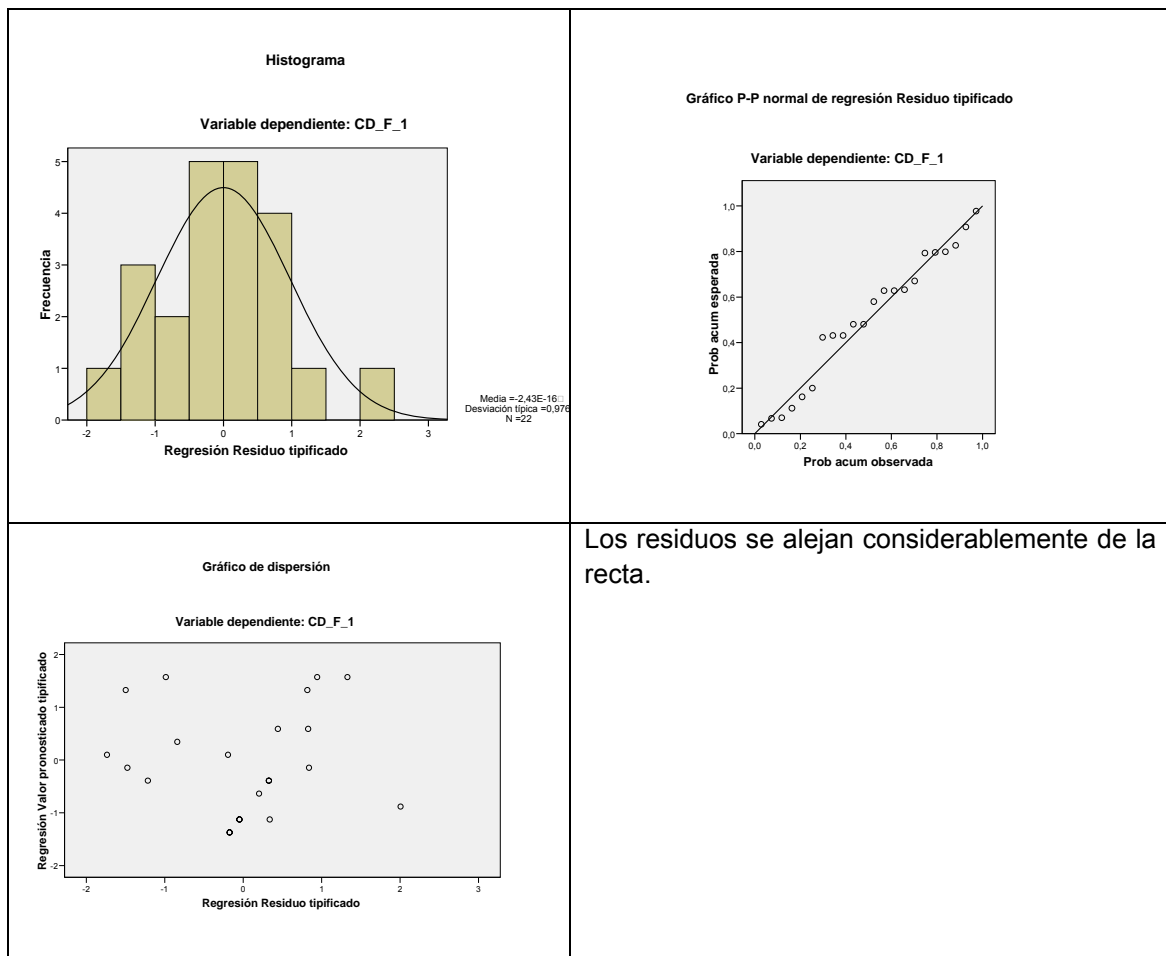 Histograma
Variable dependiente: CD_F_1
Frecuencia
5
4
3
2
1
0
-2
-1
0
1
2
3
Regresión Residuo tipificado
Media =-2,43E-16
Desviación típica =0,976
N =22
Gráfico P-P normal de regresión Residuo tipificado
Variable dependiente: CD_F_1
Prob acum esperada
1,0
0,8
0,6
0,4
0,2
0,0
0,0
0,2
0,4
0,6
0,8
1,0
Prob acum observada
Gráfico de dispersión
Variable dependiente: CD_F_1
Regresión Valor pronosticado tipificado
2
1
0
-1
-2
-2
-1
0
1
2
3
Regresión Residuo tipificado
Los residuos se alejan considerablemente de la
recta.